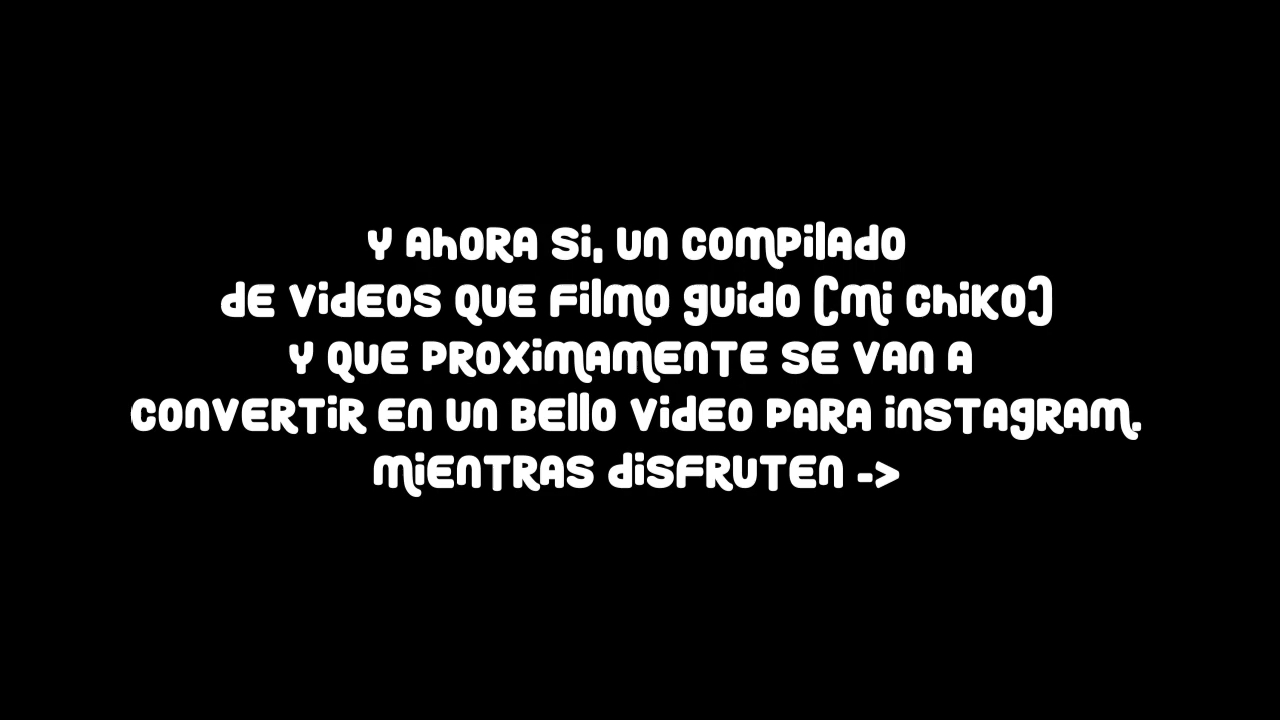 Y AHORA SI, UN COMPILADO
DE VIDEOS QUE FILMO GUIDO (MI CHIKO)
Y QUE PROXIMAMENTE SE VAN A
CONVERTIR EN UN BELLO VIDEO PARA INSTAGRAM.
MIENTRAS DISFRUTEN ->